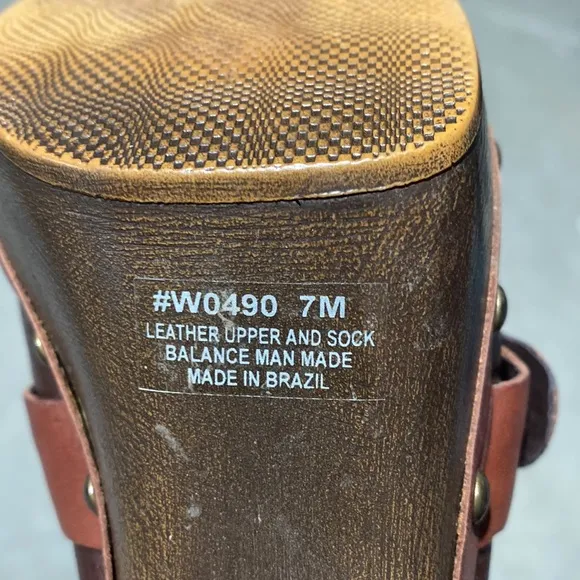 #W0490 7M
LEATHER UPPER AND SOCK
BALANCE MAN MADE
MADE IN BRAZIL